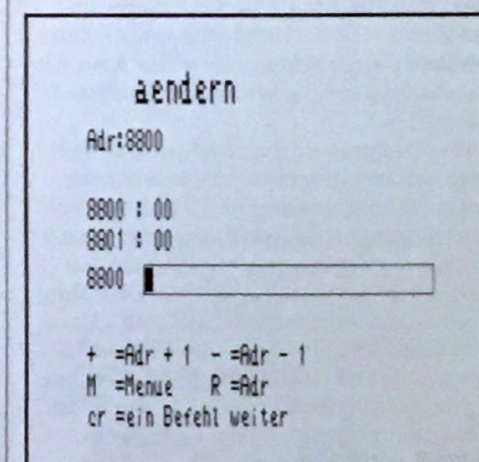 aendern
Adr:8800
8800 : 00
8801 : 00
8800
+ =Adr + 1 - =Adr - 1
M =Menue R =Adr
cr =ein Befehl weiter